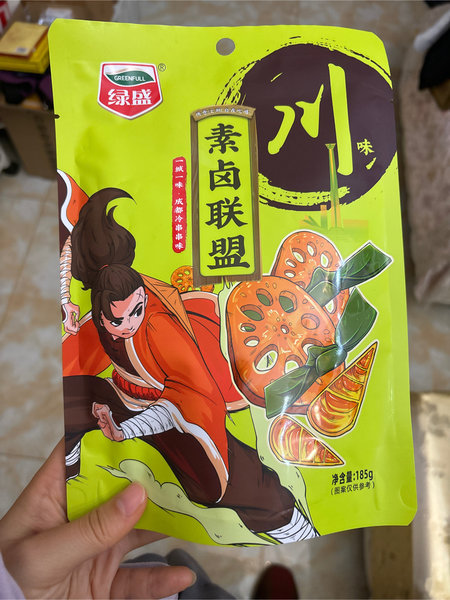 GREENFULL
绿盛
®
川
味
素卤联盟
一城一味·成都冷串串味
净含量:185g
(图案仅供参考)